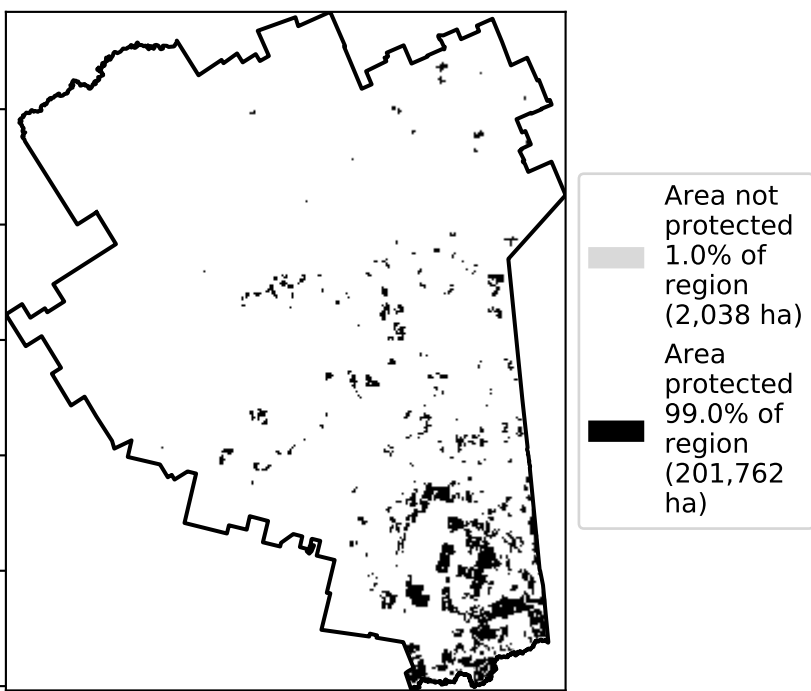 Area not
protected
1.0% of
region
(2,038 ha)
Area
protected
99.0% of
region
(201,762
ha)